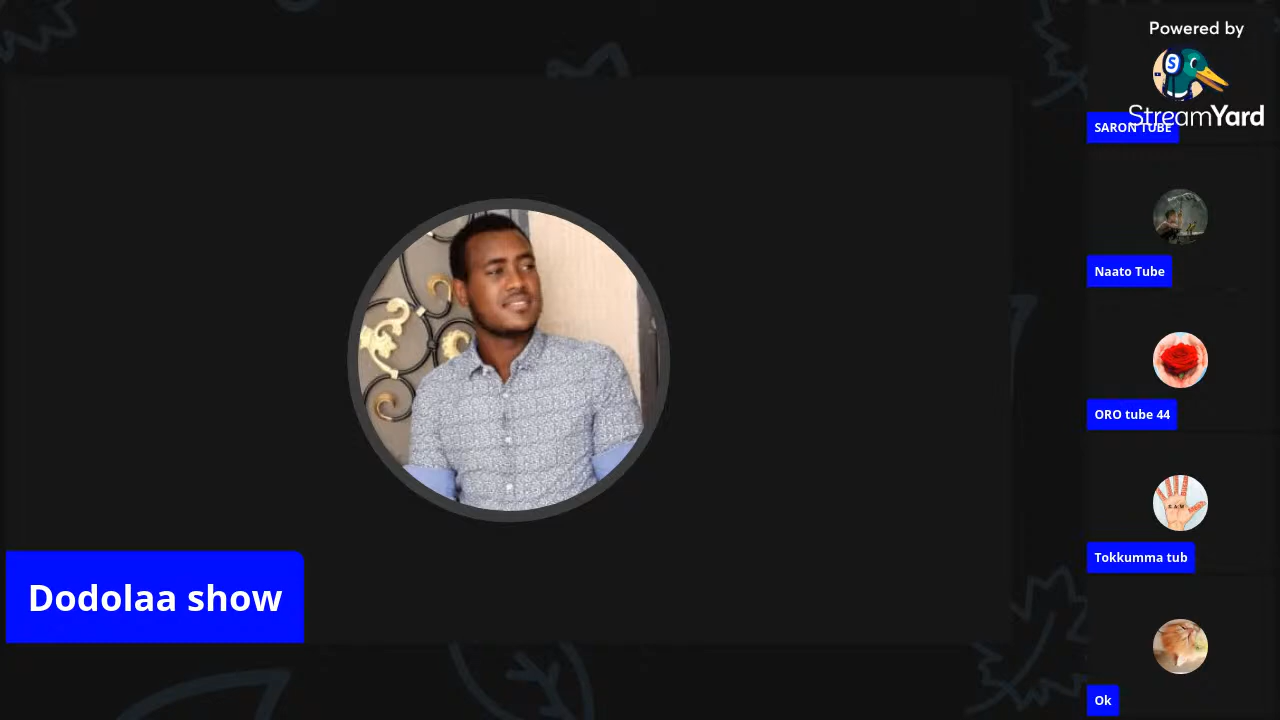 Powered by
StreamYard
SARON TUBE
Naato Tube
ORO tube 44
Tokkumma tub
Ok
Dodolaa show